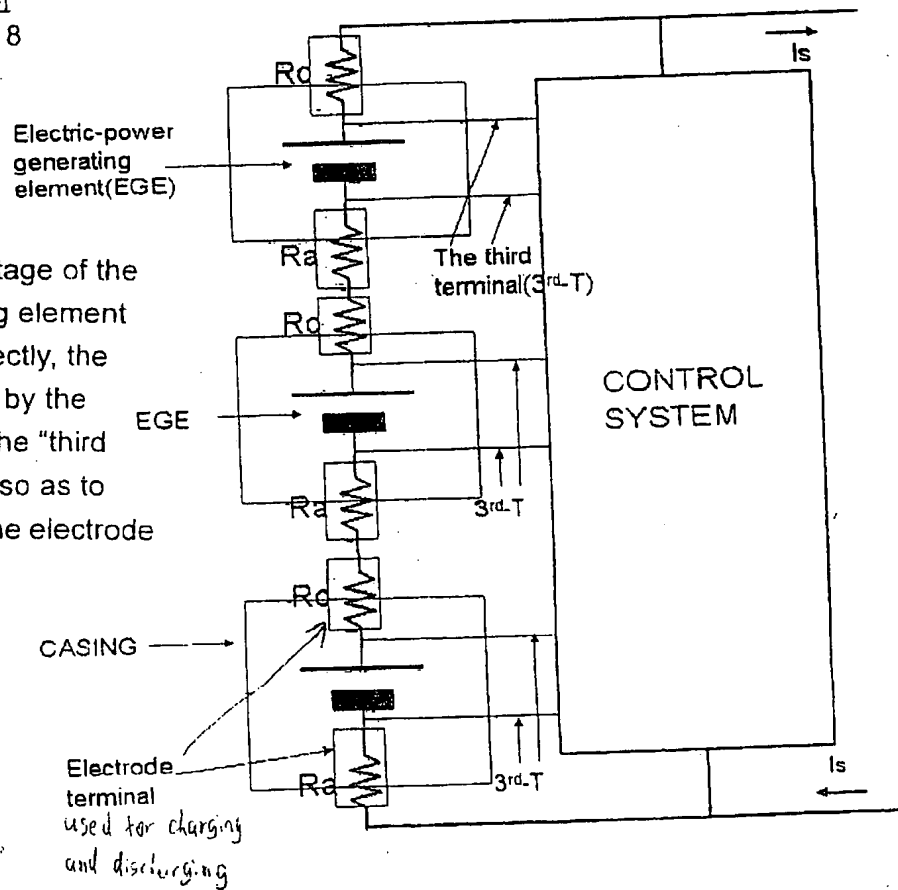 8
Rc
Is
Electric-power
generating
element(EGE)
Ra
The third
terminal(3rd-T)
tage of the
g element
ectly, the
by the
he "third
so as to
ne electrode
Rc
EGE
CONTROL
SYSTEM
Ra
3rd-T
Rc
CASING
Electrode
terminal
used for charging
and discharging
Ra
3rd-T
Is